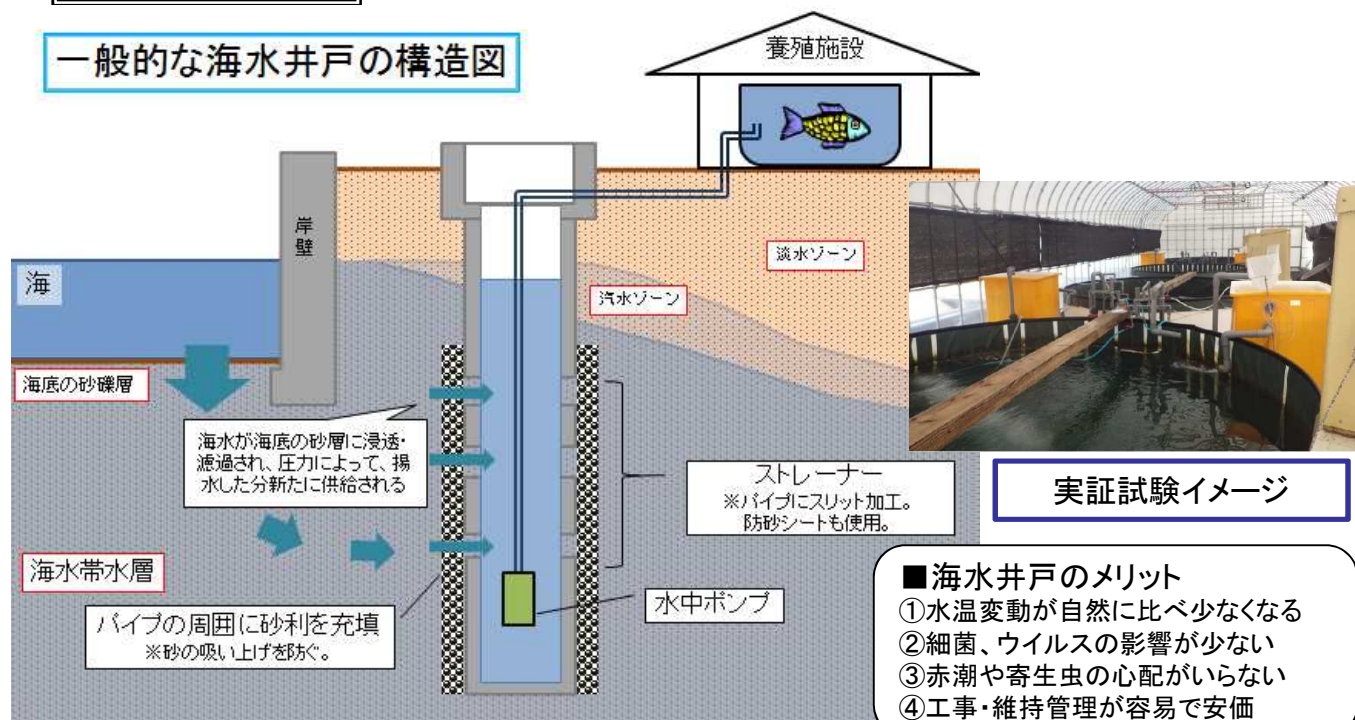 一般的な海水井戸の構造図
養殖施設
岸壁
海
淡水ゾーン
汽水ゾーン
海底の砂礫層
海水が海底の砂層に浸透・
濾過され、圧力によって、揚
水した分新たに供給される
ストレーナー
※パイプにスリット加工。
防砂シートも使用。
実証試験イメージ
海水帯水層
パイプの周囲に砂利を充填
※砂の吸い上げを防ぐ。
水中ポンプ
■海水井戸のメリット
①水温変動が自然に比べ少なくなる
②細菌、ウイルスの影響が少ない
③赤潮や寄生虫の心配がいらない
④工事・維持管理が容易で安価